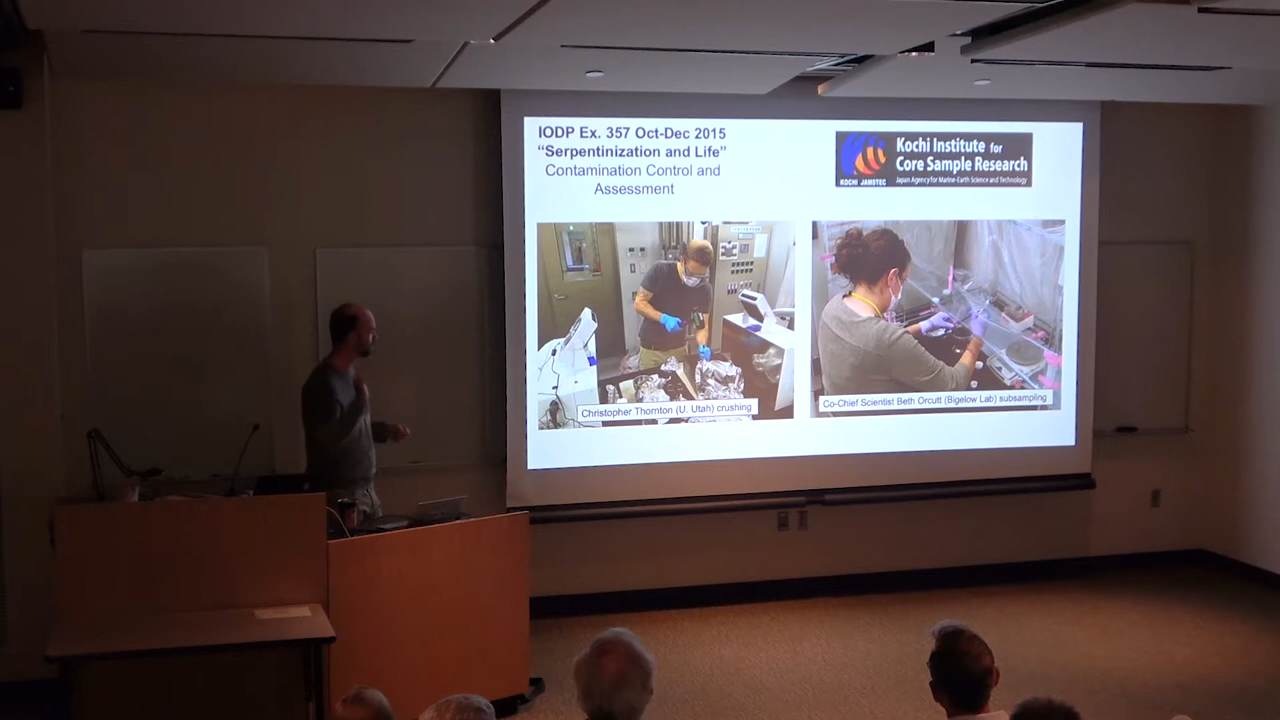 IODP Ex. 357 Oct-Dec 2015
“Serpentinization and Life”
Contamination Control and
Assessment
KOCHI JAMSTEC
Kochi Institute for
Core Sample Research
Japan Agency for Marine-Earth Science and Technology
Christopher Thornton (U. Utah) crushing
Co-Chief Scientist Beth Orcutt (Bigelow Lab) subsampling